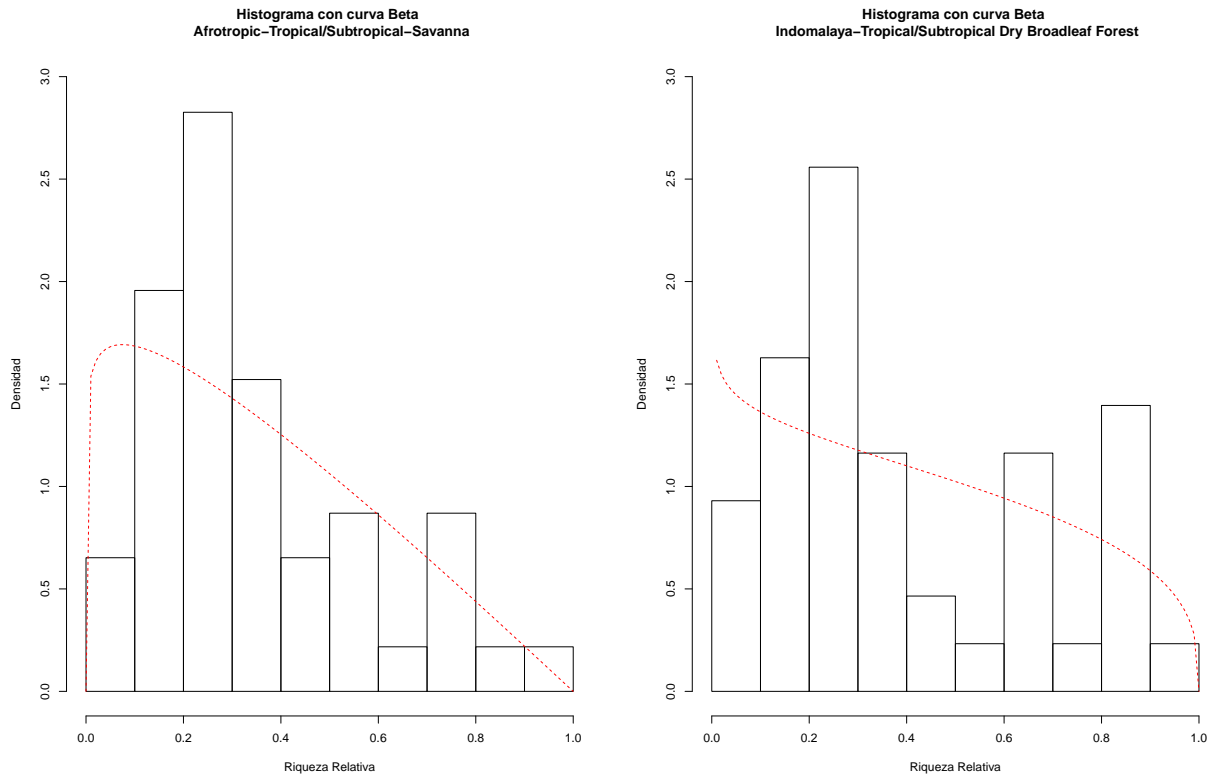 Histograma con curva Beta
Afrotropic−Tropical/Subtropical−Savanna
Densidad
3.0
2.5
2.0
1.5
1.0
0.5
0.0
0.0 0.2 0.4 0.6 0.8 1.0
Riqueza Relativa
Histograma con curva Beta
Indomalaya−Tropical/Subtropical Dry Broadleaf Forest
Densidad
3.0
2.5
2.0
1.5
1.0
0.5
0.0
0.0 0.2 0.4 0.6 0.8 1.0
Riqueza Relativa